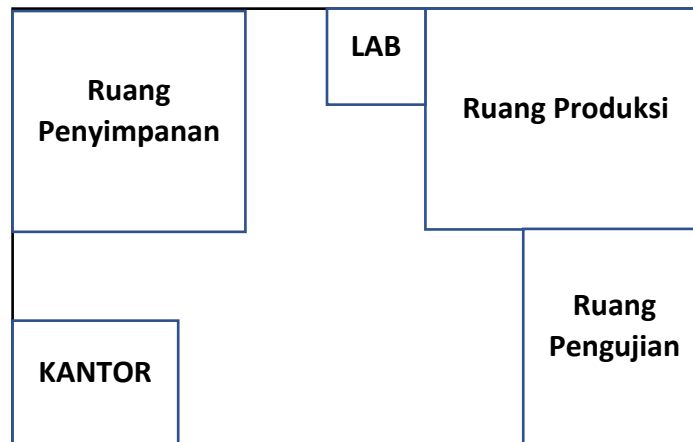 Ruang
Penyimpanan
LAB
Ruang Produksi
Ruang
Pengujian
KANTOR